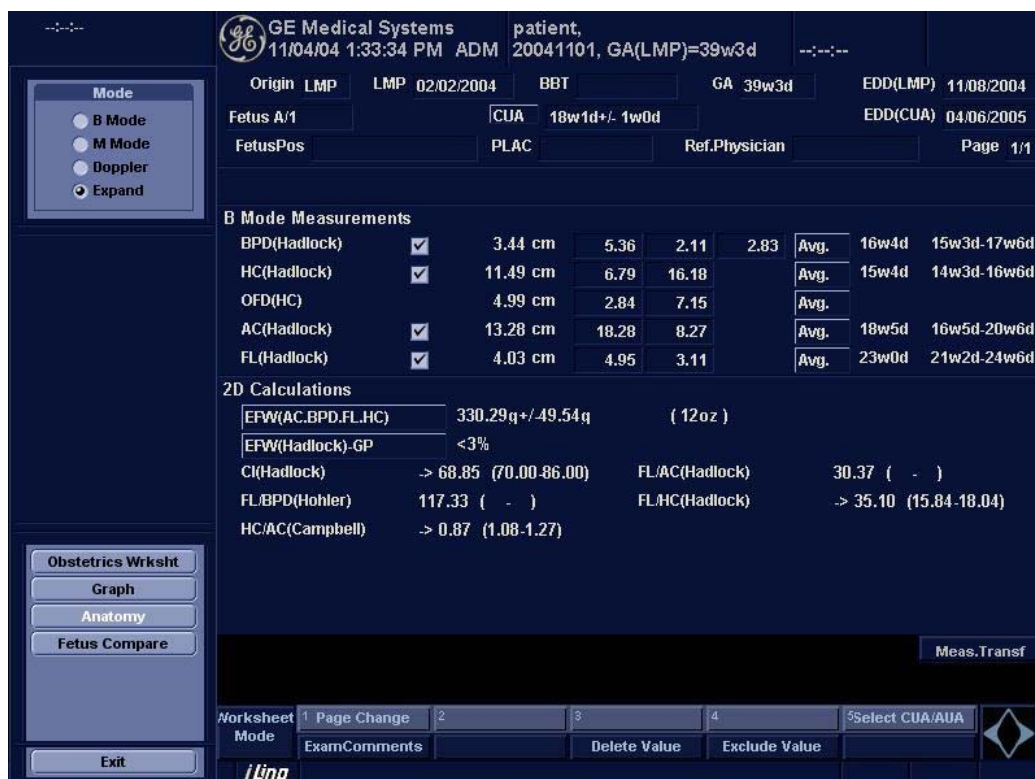 --:--:--
GE Medical Systems patient,
11/04/04 1:33:34 PM ADM 20041101, GA(LMP)=39w3d --:--:--
Mode
B Mode
M Mode
Doppler
Expand
Origin LMP LMP 02/02/2004 BBT GA 39w3d EDD(LMP) 11/08/2004
Fetus A/1 CUA 18w1d+/- 1w0d EDD(CUA) 04/06/2005
FetusPos PLAC Ref.Physician Page 1/1
B Mode Measurements
BPD(Hadlock) 3.44 cm 5.36 2.11 2.83 Avg. 16w4d 15w3d-17w6d
HC(Hadlock) 11.49 cm 6.79 16.18 Avg. 15w4d 14w3d-16w6d
OFD(HC) 4.99 cm 2.84 7.15 Avg.
AC(Hadlock) 13.28 cm 18.28 8.27 Avg. 18w5d 16w5d-20w6d
FL(Hadlock) 4.03 cm 4.95 3.11 Avg. 23w0d 21w2d-24w6d
2D Calculations
EFW(AC.BPD.FL.HC) 330.29g+/-49.54g ( 12oz )
EFW(Hadlock)-GP <3%
CI(Hadlock) -> 68.85 (70.00-86.00) FL/AC(Hadlock) 30.37 ( - )
FL/BPD(Hohler) 117.33 ( - ) FL/HC(Hadlock) -> 35.10 (15.84-18.04)
HC/AC(Campbell) -> 0.87 (1.08-1.27)
Obstetrics Wrksht
Graph
Anatomy
Fetus Compare
Exit
Meas.Transf
Worksheet Mode
1 Page Change 2 3 4 5 Select CUA/AUA
ExamComments Delete Value Exclude Value
iLinq